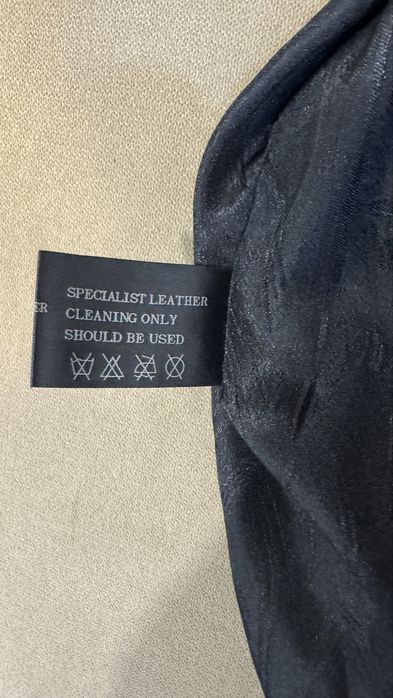 SPECIALIST LEATHER
CLEANING ONLY
SHOULD BE USED